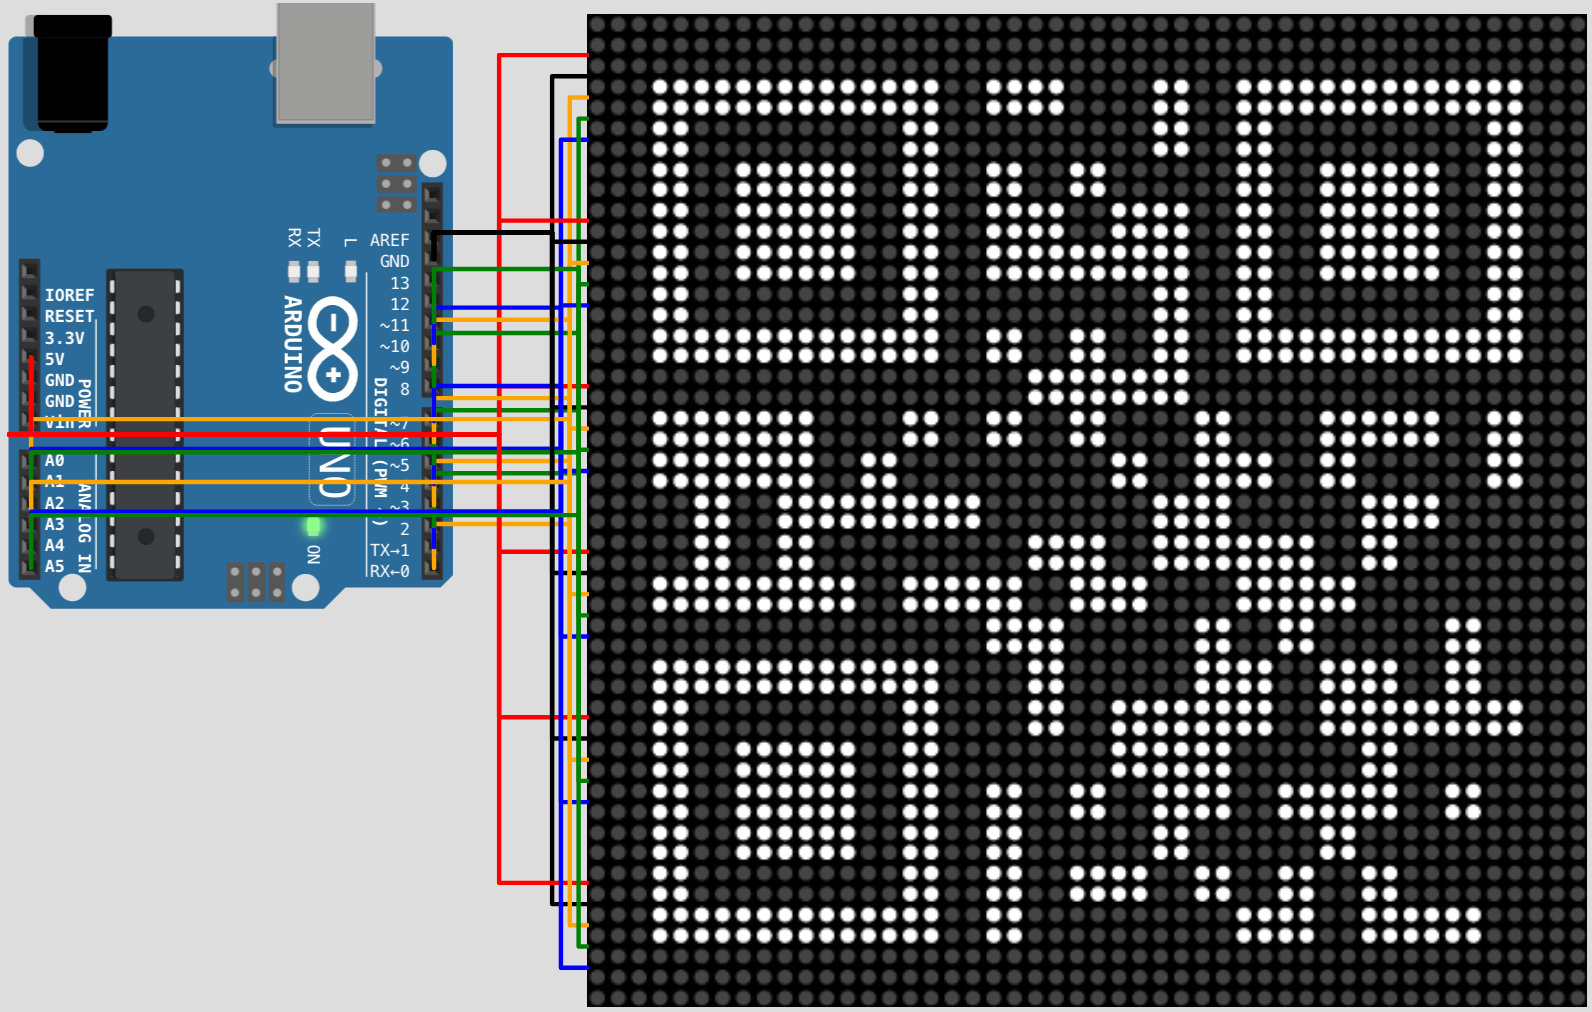 RX
TX
L
AREF
GND
13
12
~11
~10
~9
8
~7
~6
~5
4
~3
2
TX→1
RX←0
DIGITAL (PWM ~)
ARDUINO
UNO
ON
IOREF
RESET
3.3V
5V
GND
GND
Vin
POWER
A0
A1
A2
A3
A4
A5
ANALOG IN